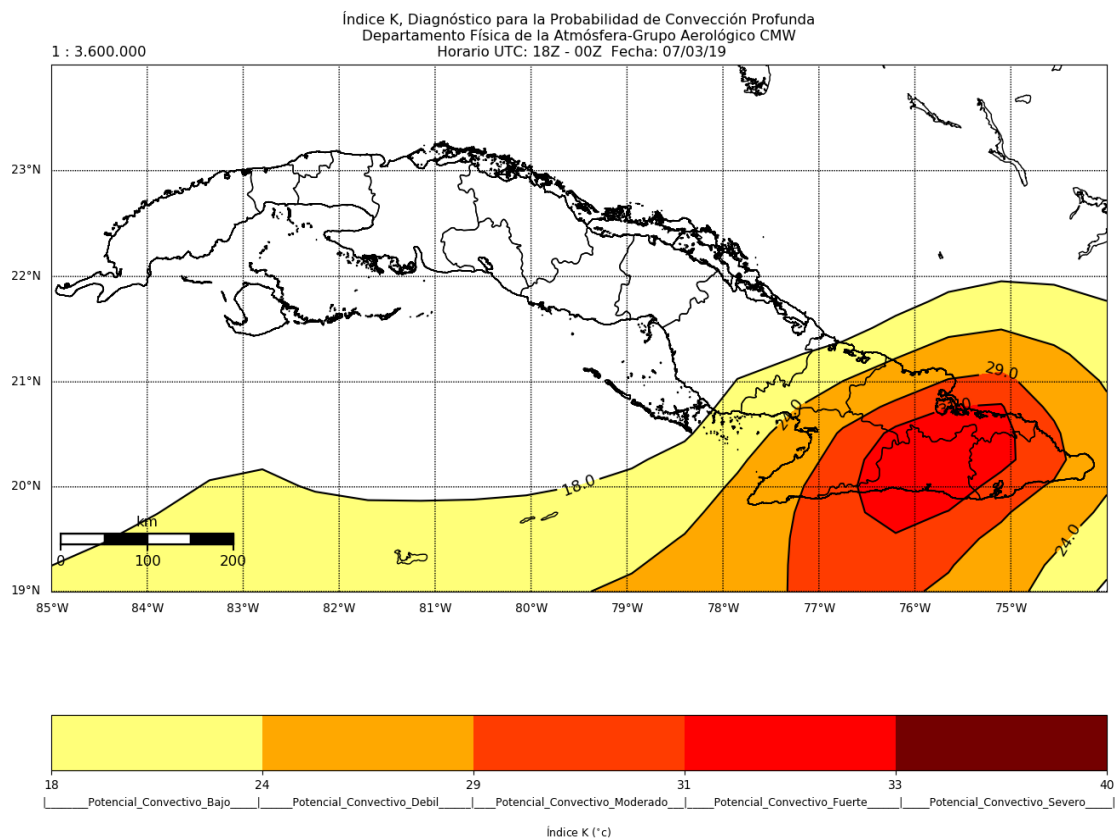 Índice K, Diagnóstico para la Probabilidad de Convección Profunda
Departamento Física de la Atmósfera-Grupo Aerológico CMW
1 : 3.600.000
Horario UTC: 18Z - 00Z Fecha: 07/03/19
23°N
22°N
21°N
20°N
19°N
29.0
24.0
18.0
24.0
km
0 100 200
85°W 84°W 83°W 82°W 81°W 80°W 79°W 78°W 77°W 76°W 75°W
18 24 29 31 33 40
|_______Potencial_Convectivo_Bajo_____|______Potencial_Convectivo_Debil______|____Potencial_Convectivo_Moderado___|_____Potencial_Convectivo_Fuerte______|_____Potencial_Convectivo_Severo_____|
Índice K (°c)